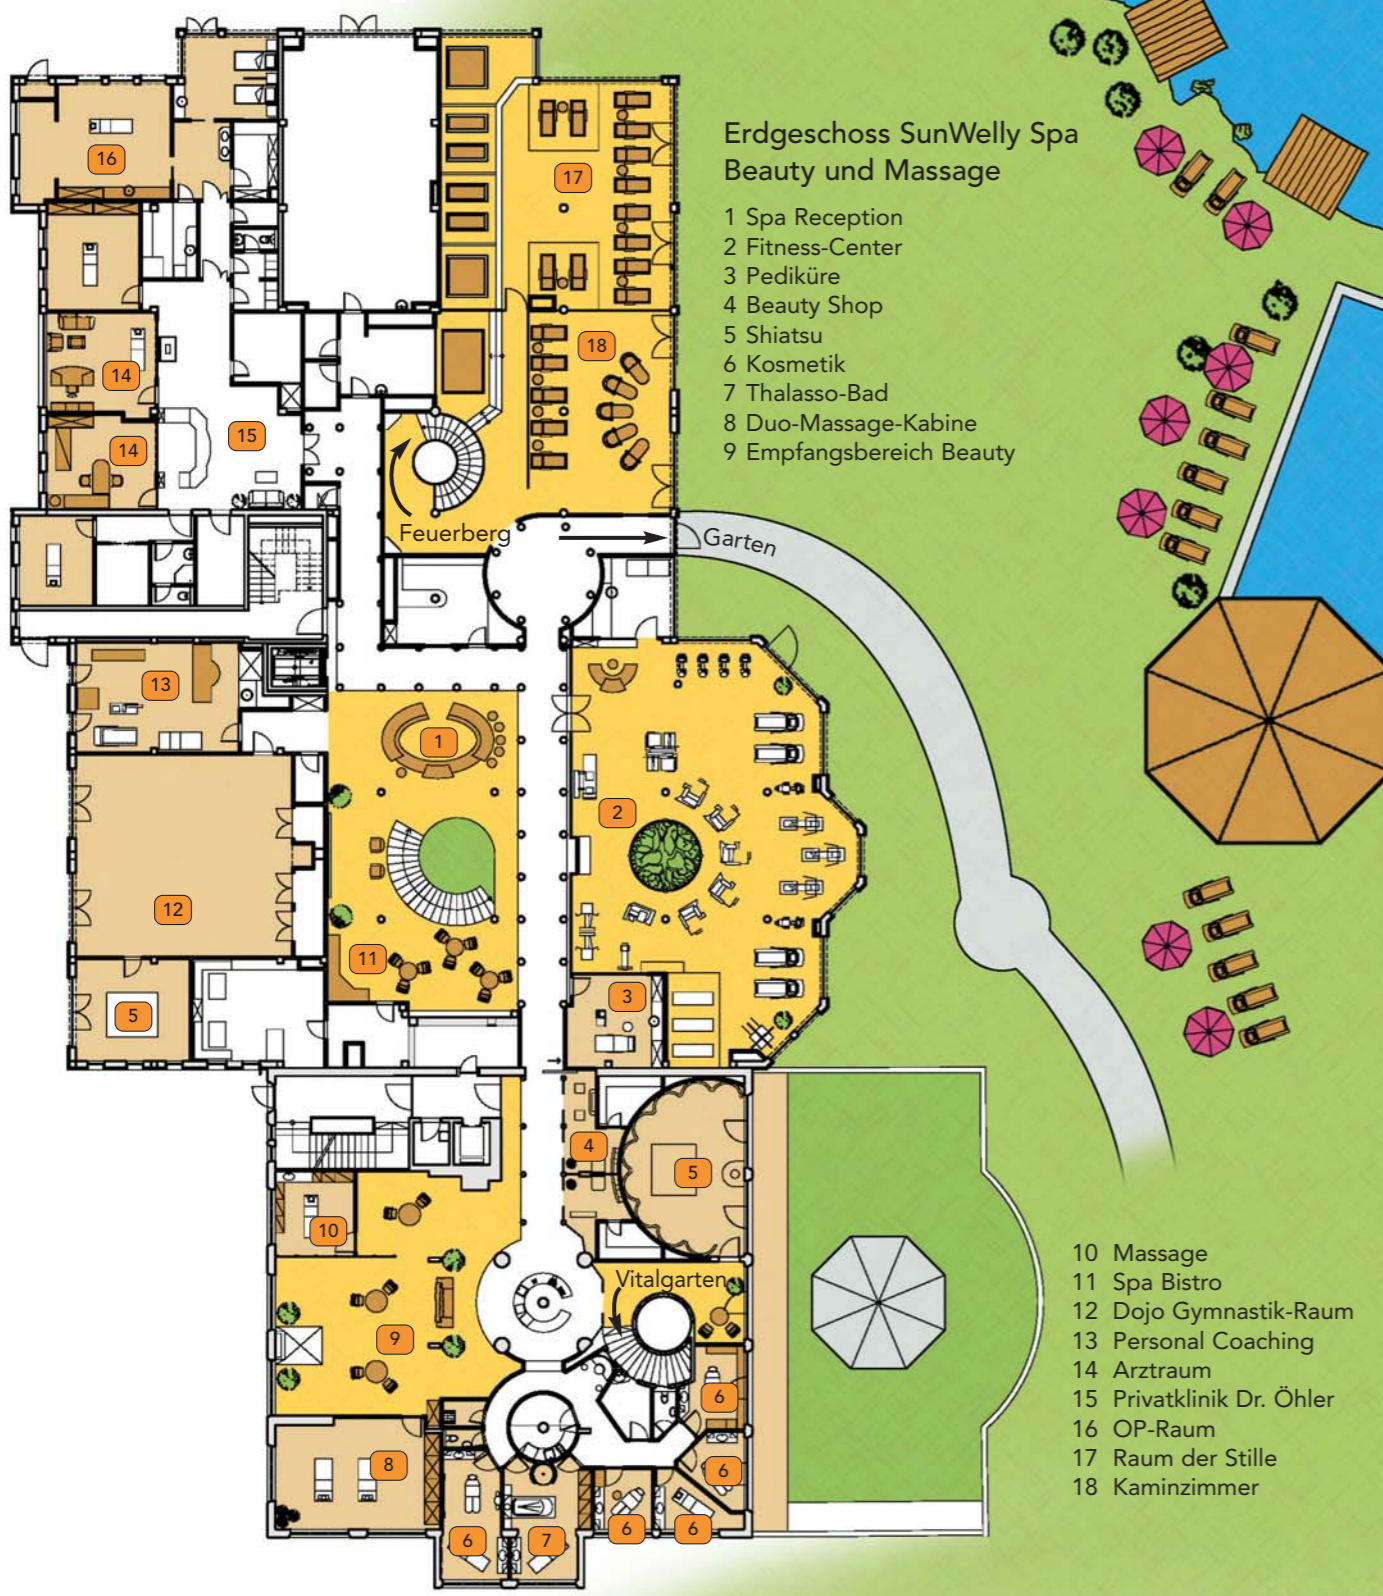 Erdgeschoss SunWelly Spa
Beauty und Massage
1 Spa Reception
2 Fitness-Center
3 Pediküre
4 Beauty Shop
5 Shiatsu
6 Kosmetik
7 Thalasso-Bad
8 Duo-Massage-Kabine
9 Empfangsbereich Beauty
16
17
14
18
14
15
Feuerberg
Garten
13
1
2
12
11
3
5
4
5
10
Vitalgarten
9
6
8
6
6
7
6
6
10 Massage
11 Spa Bistro
12 Dojo Gymnastik-Raum
13 Personal Coaching
14 Arztraum
15 Privatklinik Dr. Öhler
16 OP-Raum
17 Raum der Stille
18 Kaminzimmer